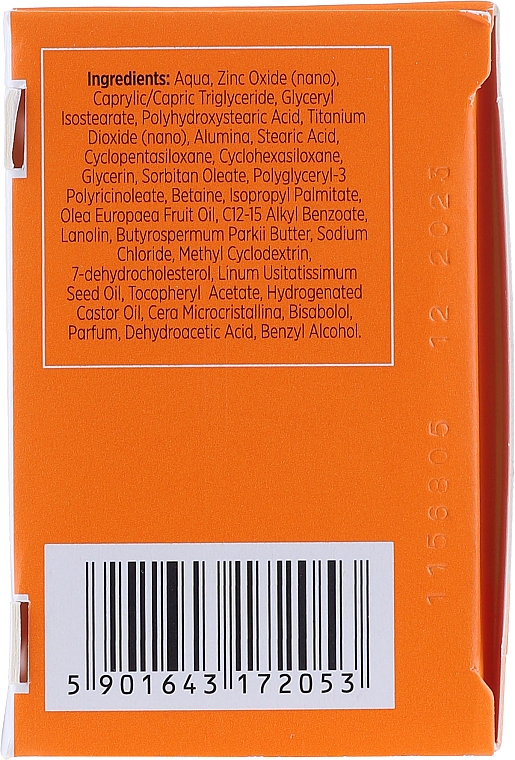 Ingredients: Aqua, Zinc Oxide (nano),
Caprylic/Capric Triglyceride, Glyceryl
Isostearate, Polyhydroxystearic Acid, Titanium
Dioxide (nano), Alumina, Stearic Acid,
Cyclopentasiloxane, Cyclohexasiloxane,
Glycerin, Sorbitan Oleate, Polyglyceryl-3
Polyricinoleate, Betaine, Isopropyl Palmitate,
Olea Europaea Fruit Oil, C12-15 Alkyl Benzoate,
Lanolin, Butyrospermum Parkii Butter, Sodium
Chloride, Methyl Cyclodextrin,
7-dehydrocholesterol, Linum Usitatissimum
Seed Oil, Tocopheryl Acetate, Hydrogenated
Castor Oil, Cera Microcristallina, Bisabolol,
Parfum, Dehydroacetic Acid, Benzyl Alcohol.
1156305 12 2023
5 901643 172053